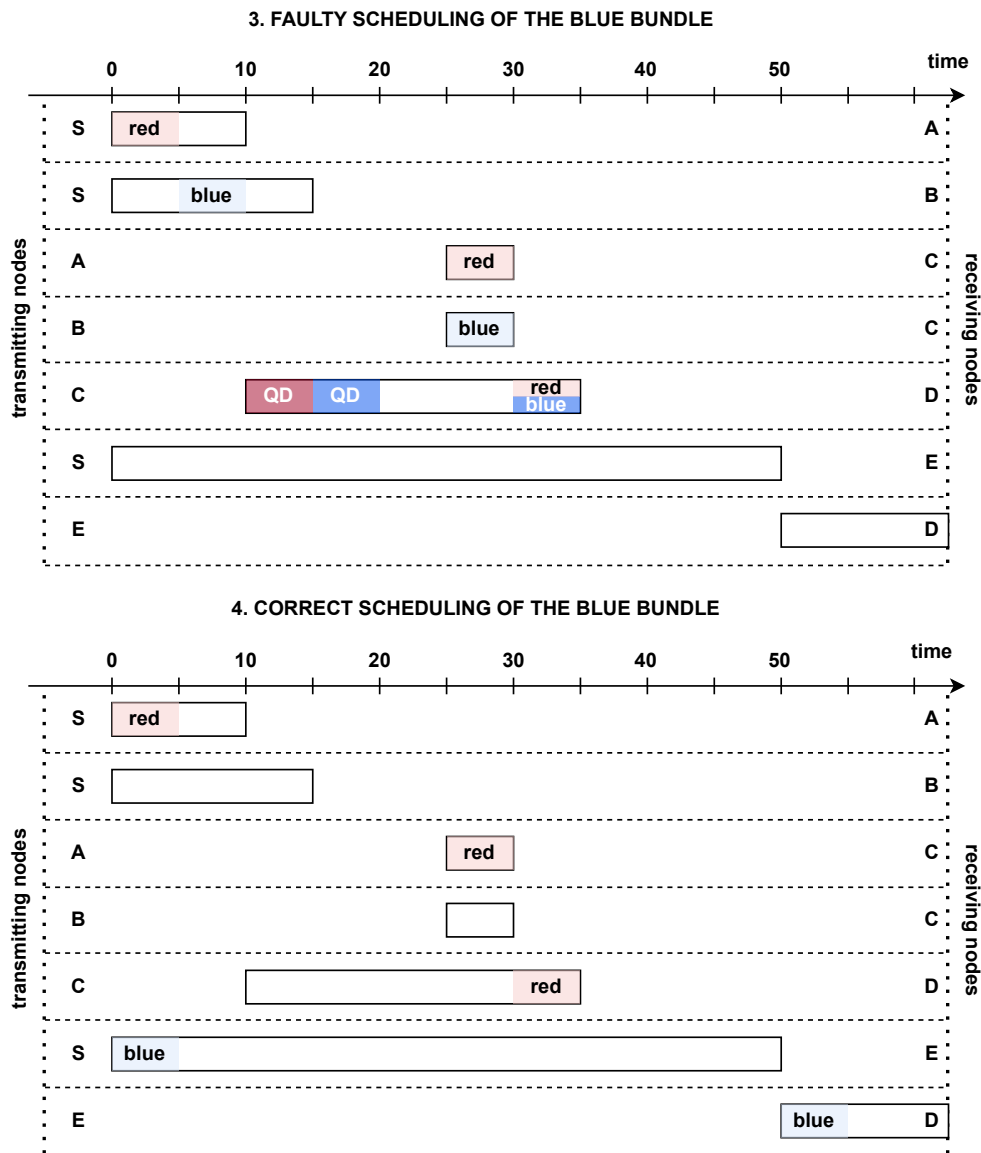 3. FAULTY SCHEDULING OF THE BLUE BUNDLE
time
0 10 20 30 40 50
transmitting nodes
receiving nodes
S red A
S blue B
A red C
B blue C
C QD QD red D
blue
S E
E D
4. CORRECT SCHEDULING OF THE BLUE BUNDLE
time
0 10 20 30 40 50
transmitting nodes
receiving nodes
S red A
S B
A red C
B C
C red D
S blue E
E blue D